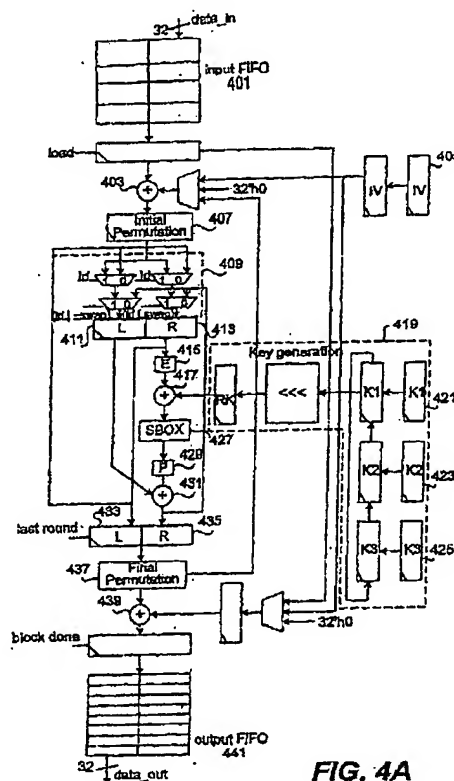 32
data_in
input FIFO
401
load
403
32'h0
IV
IV
Initial
Permutation
407
409
L
R
411
413
419
Key generation
415
E
417
RK
<<<
K1
K1
421
SBOX
427
K2
K2
423
P
429
431
433
last round
435
K3
K3
425
L
R
437
Final
Permutation
439
32'h0
block done
output FIFO
441
32
data_out
FIG. 4A